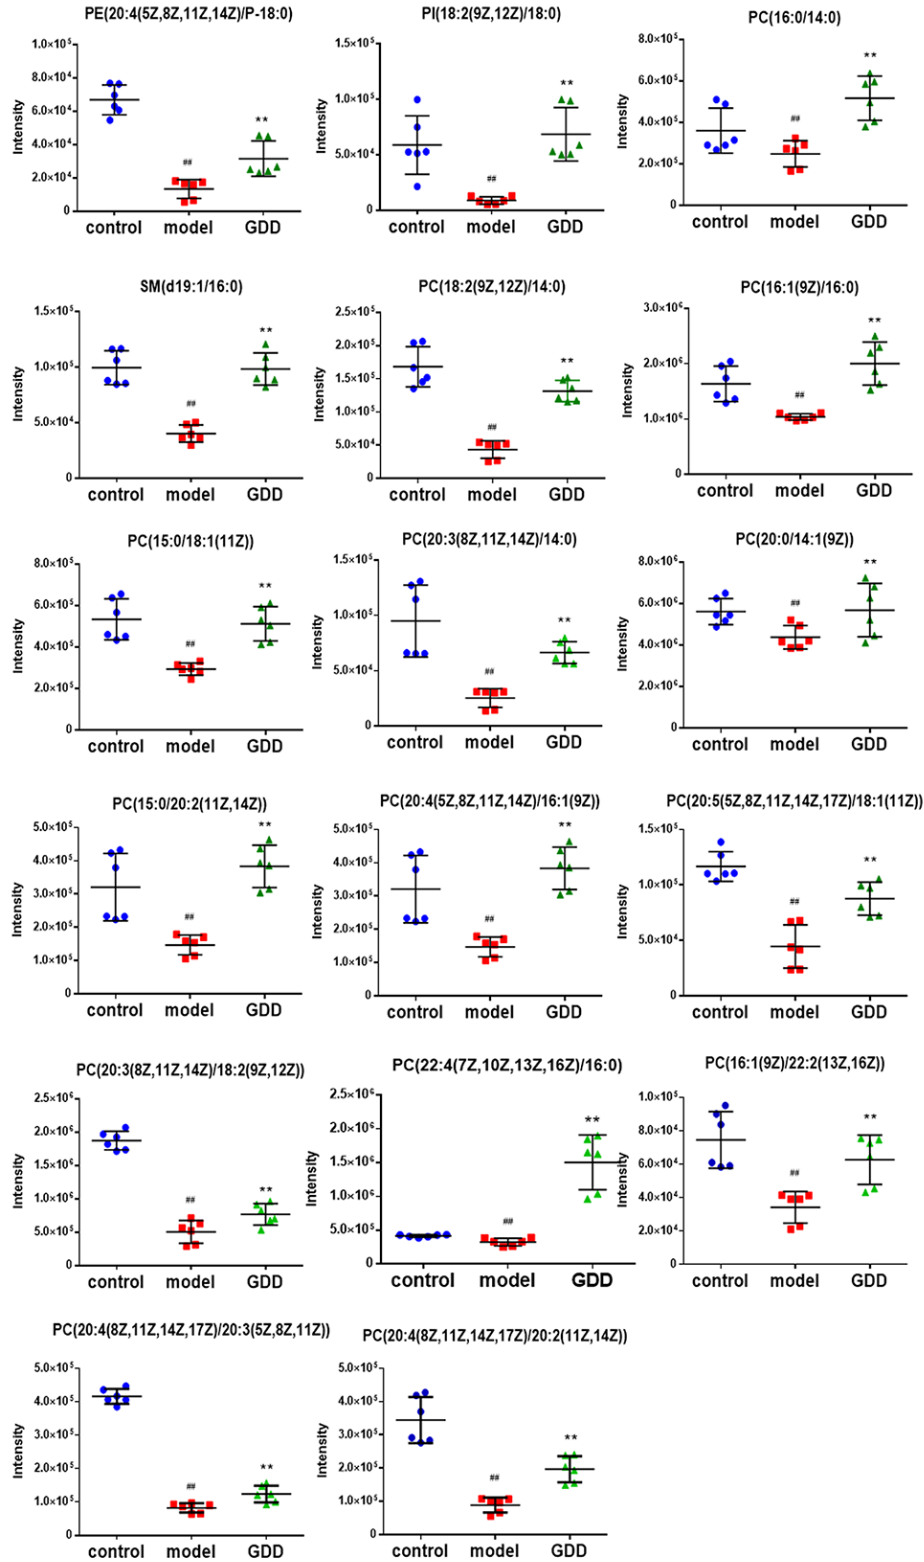 PE(20:4(5Z,8Z,11Z,14Z)/P-18:0)
Intensity
1.0×10⁵
8.0×10⁴
6.0×10⁴
4.0×10⁴
2.0×10⁴
0
##
**
control model GDD
PI(18:2(9Z,12Z)/18:0)
Intensity
1.5×10⁵
1.0×10⁵
5.0×10⁴
0
##
**
control model GDD
PC(16:0/14:0)
Intensity
8.0×10⁵
6.0×10⁵
4.0×10⁵
2.0×10⁵
0
##
**
control model GDD
SM(d19:1/16:0)
Intensity
1.5×10⁵
1.0×10⁵
5.0×10⁴
0
##
**
control model GDD
PC(18:2(9Z,12Z)/14:0)
Intensity
2.5×10⁵
2.0×10⁵
1.5×10⁵
1.0×10⁵
5.0×10⁴
0
##
**
control model GDD
PC(16:1(9Z)/16:0)
Intensity
3.0×10⁶
2.0×10⁶
1.0×10⁶
0
##
**
control model GDD
PC(15:0/18:1(11Z))
Intensity
8.0×10⁵
6.0×10⁵
4.0×10⁵
2.0×10⁵
0
##
**
control model GDD
PC(20:3(8Z,11Z,14Z)/14:0)
Intensity
1.5×10⁵
1.0×10⁵
5.0×10⁴
0
##
**
control model GDD
PC(20:0/14:1(9Z))
Intensity
8.0×10⁶
6.0×10⁶
4.0×10⁶
2.0×10⁶
0
##
**
control model GDD
PC(15:0/20:2(11Z,14Z))
Intensity
5.0×10⁵
4.0×10⁵
3.0×10⁵
2.0×10⁵
1.0×10⁵
0
##
**
control model GDD
PC(20:4(5Z,8Z,11Z,14Z)/16:1(9Z))
Intensity
5.0×10⁵
4.0×10⁵
3.0×10⁵
2.0×10⁵
1.0×10⁵
0
##
**
control model GDD
PC(20:5(5Z,8Z,11Z,14Z,17Z)/18:1(11Z))
Intensity
1.5×10⁵
1.0×10⁵
5.0×10⁴
0
##
**
control model GDD
PC(20:3(8Z,11Z,14Z)/18:2(9Z,12Z))
Intensity
2.5×10⁶
2.0×10⁶
1.5×10⁶
1.0×10⁶
5.0×10⁵
0
##
**
control model GDD
PC(22:4(7Z,10Z,13Z,16Z)/16:0)
Intensity
2.5×10⁶
2.0×10⁶
1.5×10⁶
1.0×10⁶
5.0×10⁵
0
##
**
control model GDD
PC(16:1(9Z)/22:2(13Z,16Z))
Intensity
1.0×10⁵
8.0×10⁴
6.0×10⁴
4.0×10⁴
2.0×10⁴
0
##
**
control model GDD
PC(20:4(8Z,11Z,14Z,17Z)/20:3(5Z,8Z,11Z))
Intensity
5.0×10⁵
4.0×10⁵
3.0×10⁵
2.0×10⁵
1.0×10⁵
0
##
**
control model GDD
PC(20:4(8Z,11Z,14Z,17Z)/20:2(11Z,14Z))
Intensity
5.0×10⁵
4.0×10⁵
3.0×10⁵
2.0×10⁵
1.0×10⁵
0
##
**
control model GDD